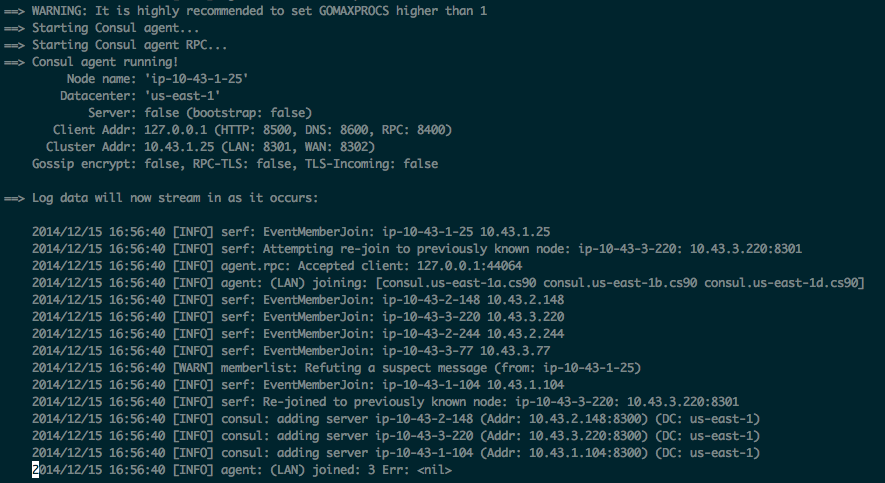 ==> WARNING: It is highly recommended to set GOMAXPROCS higher than 1
==> Starting Consul agent...
==> Starting Consul agent RPC...
==> Consul agent running!
Node name: 'ip-10-43-1-25'
Datacenter: 'us-east-1'
Server: false (bootstrap: false)
Client Addr: 127.0.0.1 (HTTP: 8500, DNS: 8600, RPC: 8400)
Cluster Addr: 10.43.1.25 (LAN: 8301, WAN: 8302)
Gossip encrypt: false, RPC-TLS: false, TLS-Incoming: false
==> Log data will now stream in as it occurs:
2014/12/15 16:56:40 [INFO] serf: EventMemberJoin: ip-10-43-1-25 10.43.1.25
2014/12/15 16:56:40 [INFO] serf: Attempting re-join to previously known node: ip-10-43-3-220: 10.43.3.220:8301
2014/12/15 16:56:40 [INFO] agent.rpc: Accepted client: 127.0.0.1:44064
2014/12/15 16:56:40 [INFO] agent: (LAN) joining: [consul.us-east-1a.cs90 consul.us-east-1b.cs90 consul.us-east-1d.cs90]
2014/12/15 16:56:40 [INFO] serf: EventMemberJoin: ip-10-43-2-148 10.43.2.148
2014/12/15 16:56:40 [INFO] serf: EventMemberJoin: ip-10-43-3-220 10.43.3.220
2014/12/15 16:56:40 [INFO] serf: EventMemberJoin: ip-10-43-2-244 10.43.2.244
2014/12/15 16:56:40 [INFO] serf: EventMemberJoin: ip-10-43-3-77 10.43.3.77
2014/12/15 16:56:40 [WARN] memberlist: Refuting a suspect message (from: ip-10-43-1-25)
2014/12/15 16:56:40 [INFO] serf: EventMemberJoin: ip-10-43-1-104 10.43.1.104
2014/12/15 16:56:40 [INFO] serf: Re-joined to previously known node: ip-10-43-3-220: 10.43.3.220:8301
2014/12/15 16:56:40 [INFO] consul: adding server ip-10-43-2-148 (Addr: 10.43.2.148:8300) (DC: us-east-1)
2014/12/15 16:56:40 [INFO] consul: adding server ip-10-43-3-220 (Addr: 10.43.3.220:8300) (DC: us-east-1)
2014/12/15 16:56:40 [INFO] consul: adding server ip-10-43-1-104 (Addr: 10.43.1.104:8300) (DC: us-east-1)
2014/12/15 16:56:40 [INFO] agent: (LAN) joined: 3 Err: <nil>